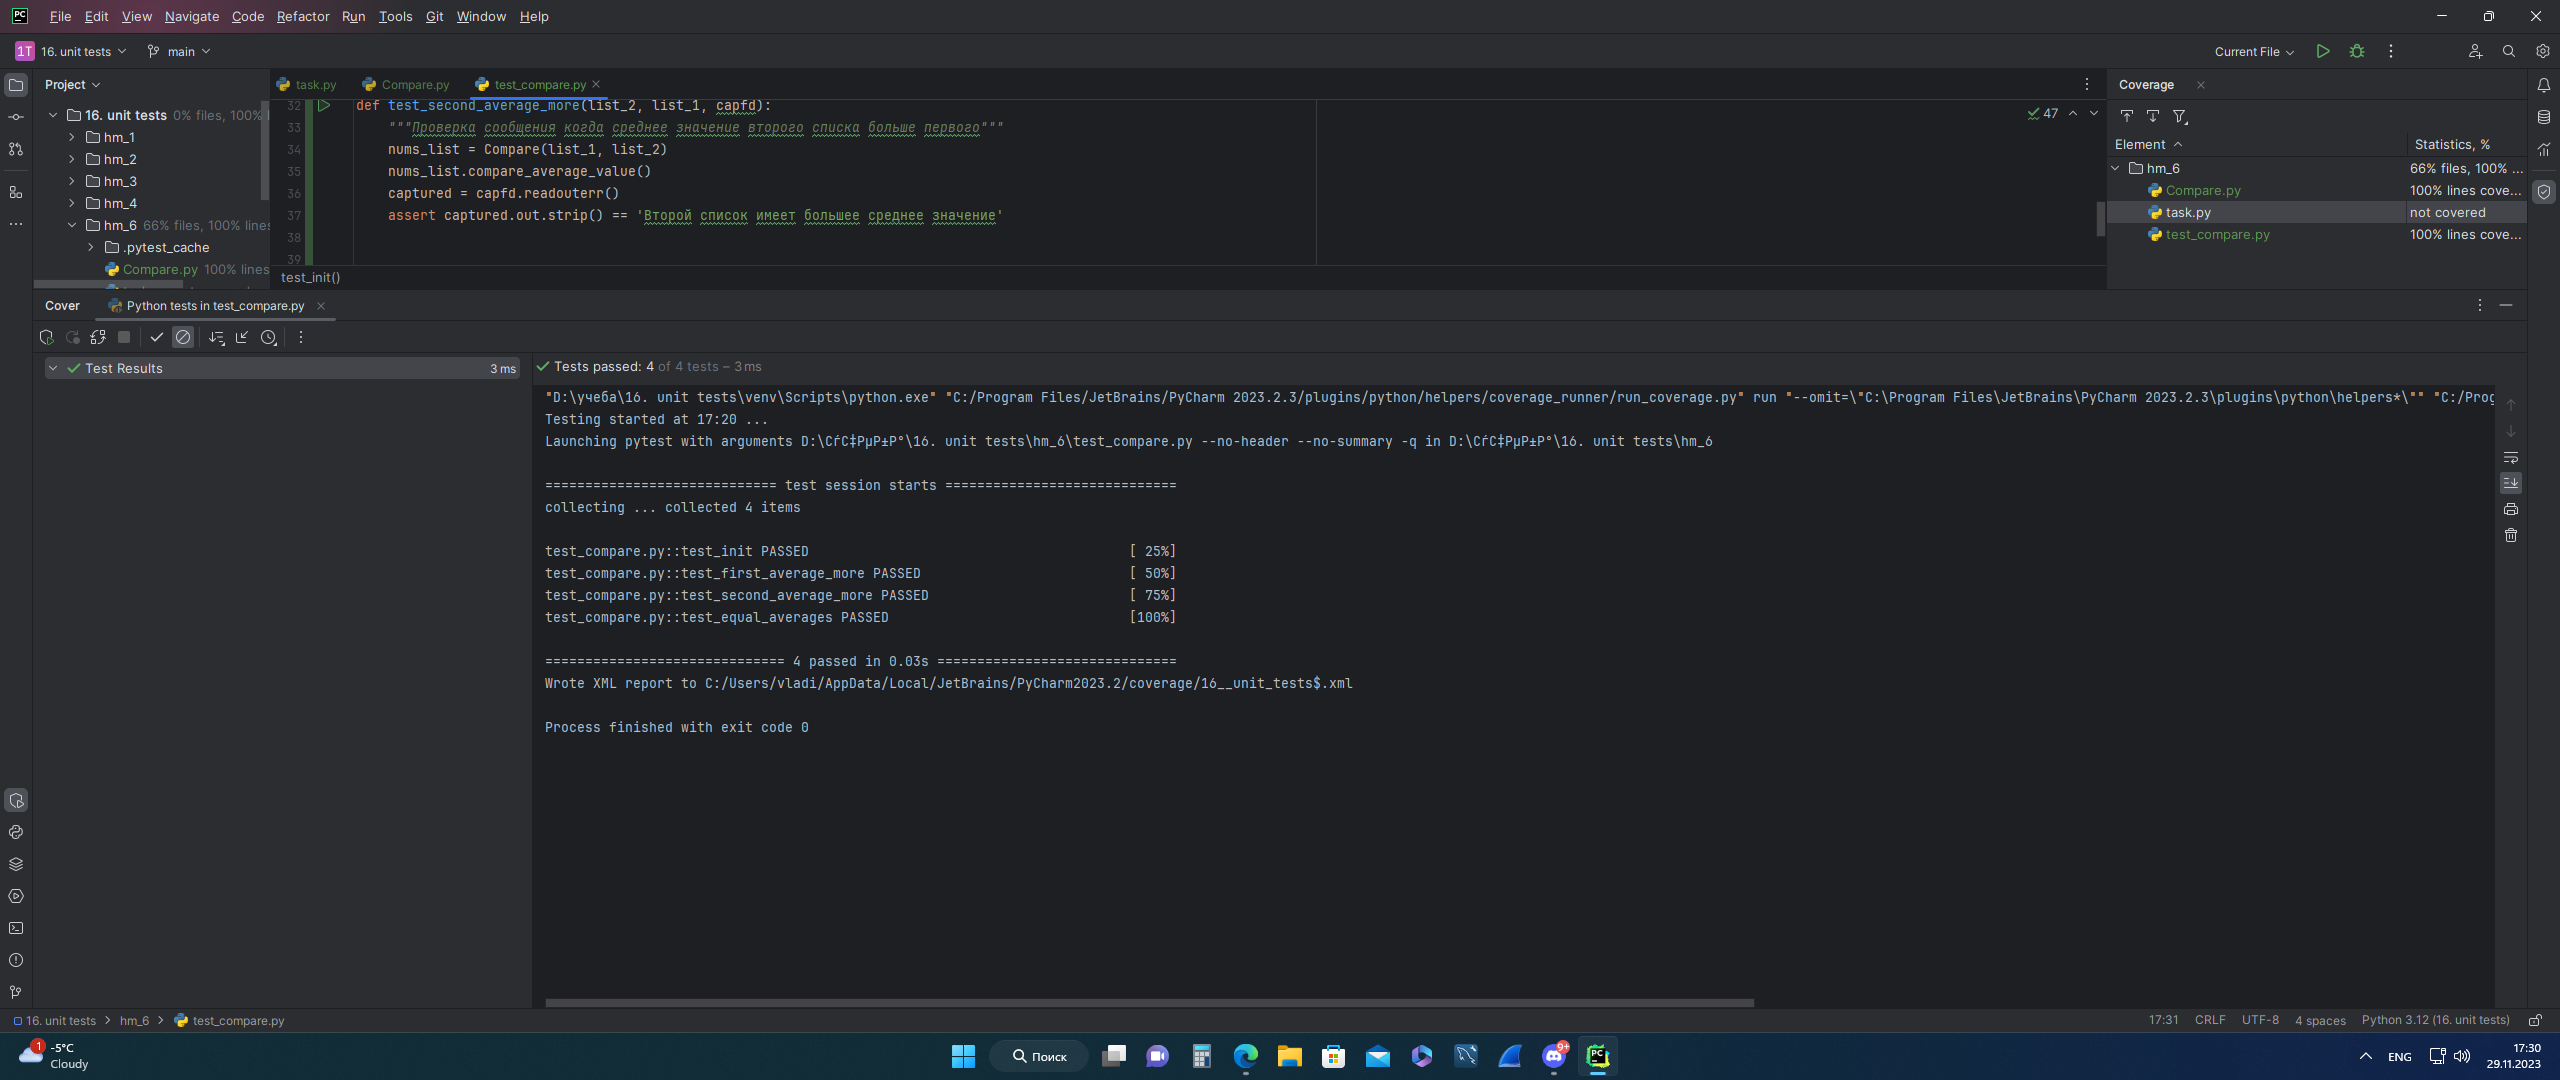 PC File Edit View Navigate Code Refactor Run Tools Git Window Help
1T 16. unit tests main Current File
Project
16. unit tests 0% files, 100% l
hm_1
hm_2
hm_3
hm_4
hm_6 66% files, 100% lines
.pytest_cache
Compare.py 100% lines
task.py Compare.py test_compare.py
32 def test_second_average_more(list_2, list_1, capfd):
33 """Проверка сообщения когда среднее значение второго списка больше первого"""
34 nums_list = Compare(list_1, list_2)
35 nums_list.compare_average_value()
36 captured = capfd.readouterr()
37 assert captured.out.strip() == 'Второй список имеет большее среднее значение'
38
39
47
test_init()
Coverage
Element Statistics, %
hm_6 66% files, 100% ...
Compare.py 100% lines cove...
task.py not covered
test_compare.py 100% lines cove...
Cover Python tests in test_compare.py
Test Results 3 ms
Tests passed: 4 of 4 tests – 3 ms
"D:\учеба\16. unit tests\venv\Scripts\python.exe" "C:/Program Files/JetBrains/PyCharm 2023.2.3/plugins/python/helpers/coverage_runner/run_coverage.py" run "--omit=\"C:\Program Files\JetBrains\PyCharm 2023.2.3\plugins\python\helpers*\"" "C:/Prog
Testing started at 17:20 ...
Launching pytest with arguments D:\СѓС‡РµР±Р°\16. unit tests\hm_6\test_compare.py --no-header --no-summary -q in D:\СѓС‡РµР±Р°\16. unit tests\hm_6
============================= test session starts =============================
collecting ... collected 4 items
test_compare.py::test_init PASSED [ 25%]
test_compare.py::test_first_average_more PASSED [ 50%]
test_compare.py::test_second_average_more PASSED [ 75%]
test_compare.py::test_equal_averages PASSED [100%]
============================== 4 passed in 0.03s ==============================
Wrote XML report to C:/Users/vladi/AppData/Local/JetBrains/PyCharm2023.2/coverage/16__unit_tests$.xml
Process finished with exit code 0
16. unit tests hm_6 test_compare.py 17:31 CRLF UTF-8 4 spaces Python 3.12 (16. unit tests)
1 -5°C
Cloudy
Поиск
9+
PC
ENG
17:30
29.11.2023